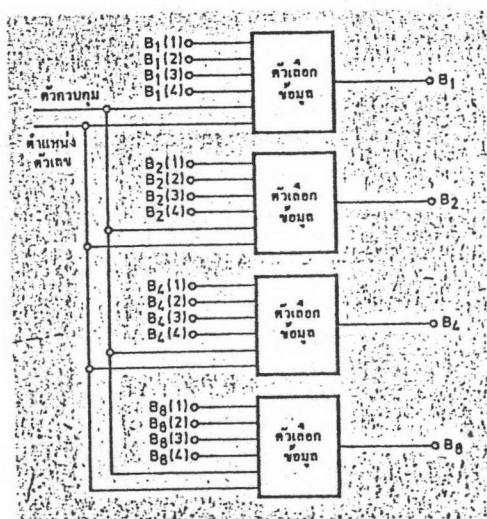 B₁(1)
B₁(2)
B₁(3)
B₁(4)
ตัวเลือก
ข้อมูล
B₁
ตัวควบคุม
ตำแหน่ง
ตัวเลข
B₂(1)
B₂(2)
B₂(3)
B₂(4)
ตัวเลือก
ข้อมูล
B₂
B₄(1)
B₄(2)
B₄(3)
B₄(4)
ตัวเลือก
ข้อมูล
B₄
B₈(1)
B₈(2)
B₈(3)
B₈(4)
ตัวเลือก
ข้อมูล
B₈